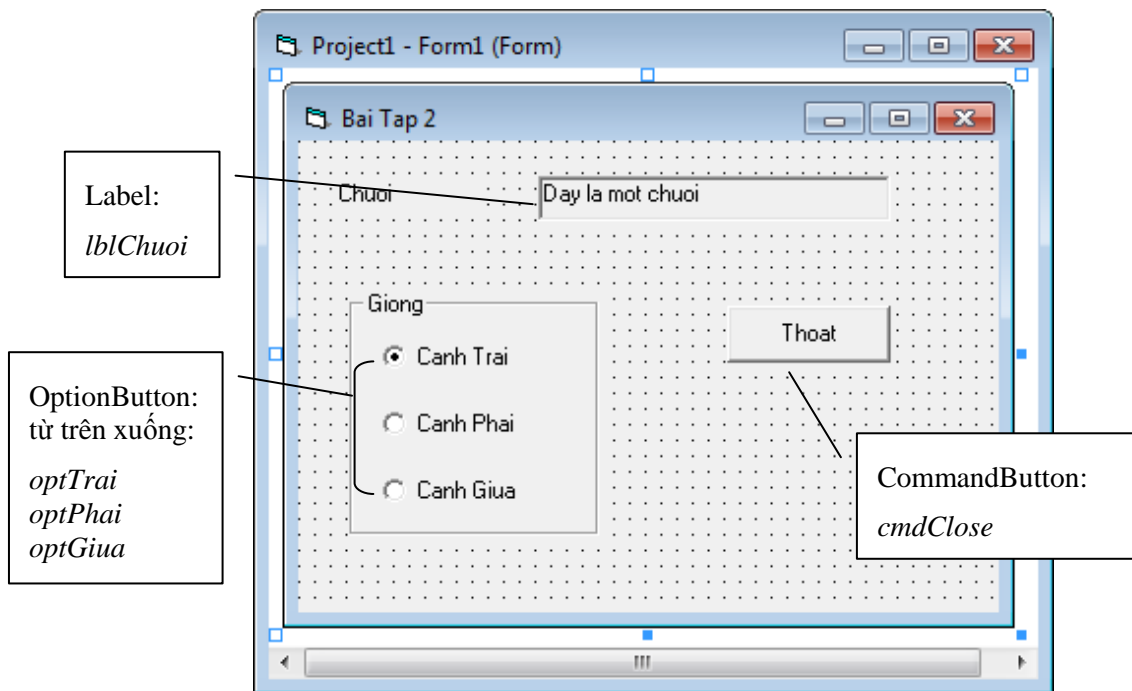 Project1 - Form1 (Form)
Bai Tap 2
Label:
lblChuoi
Chuoi
Day la mot chuoi
Giong
Canh Trai
Canh Phai
Canh Giua
Thoat
OptionButton:
từ trên xuống:
optTrai
optPhai
optGiua
CommandButton:
cmdClose